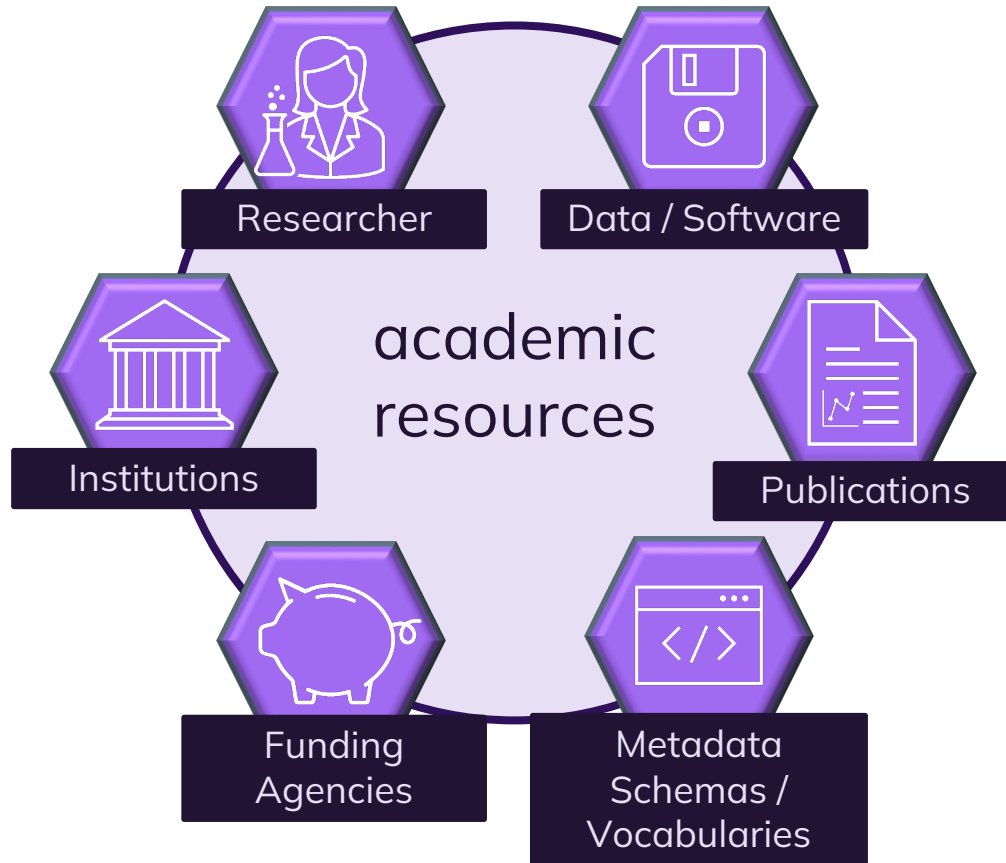 Researcher
Data / Software
academic
resources
Institutions
Publications
Funding
Agencies
Metadata
Schemas /
Vocabularies